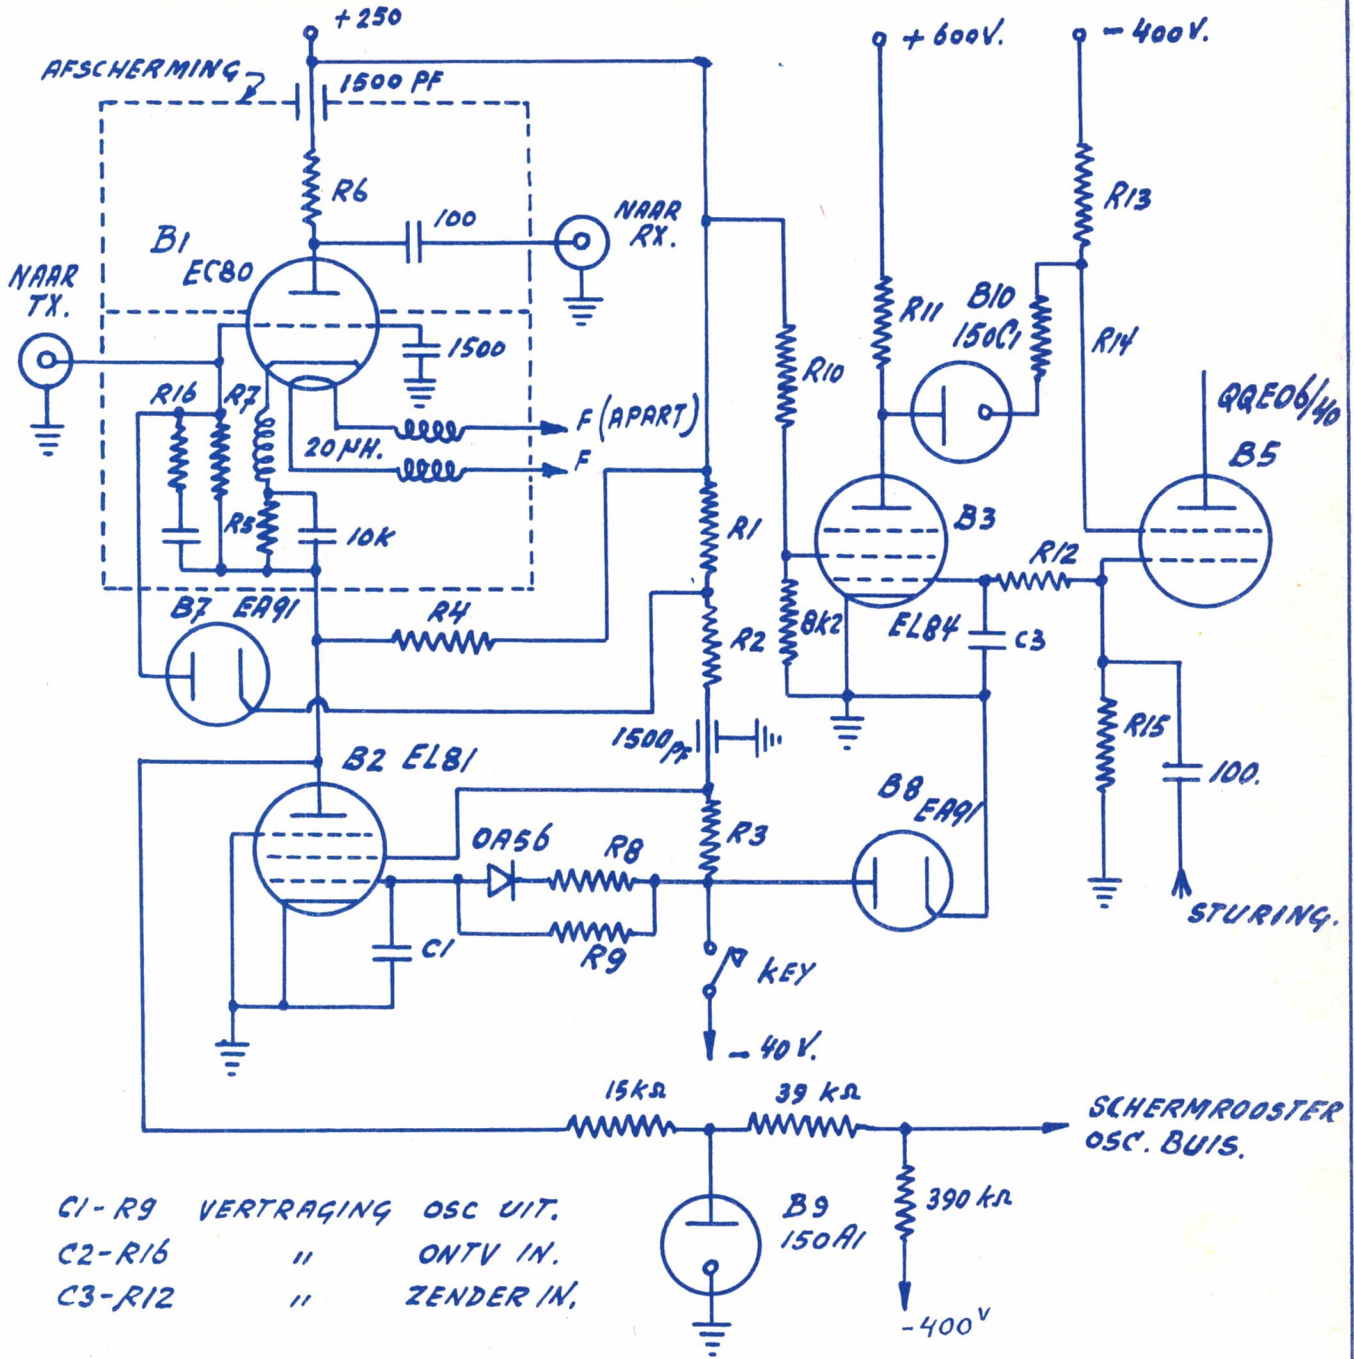 + 250
+ 600V.
- 400V.
AFSCHERMING
1500 PF
R6
100
NAAR
RX.
B1
EC80
NAAR
TX.
1500
R13
R11
B10
150C1
R14
R10
R16
R7
F (APART)
20 µH.
F
QQE06/40
B5
R5
10K
R1
B3
R12
B7 EA91
R4
R2
8K2
EL84
C3
1500 PF
R15
100.
B2 EL81
B8
EA91
OA56
R8
R3
STURING.
C1
R9
KEY
- 40 V.
15KΩ
39 KΩ
SCHERMROOSTER
OSC. BUIS.
390 KΩ
B9
150A1
-400V
C1-R9 VERTRAGING OSC UIT.
C2-R16 " ONTV IN.
C3-R12 " ZENDER IN.